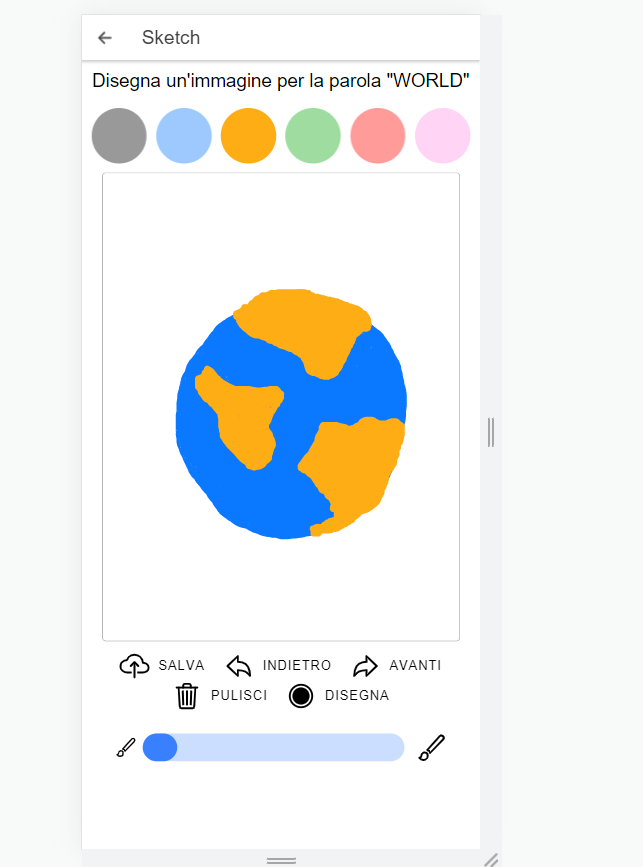 Sketch
Disegna un'immagine per la parola "WORLD"
SALVA INDIETRO AVANTI
PULISCI DISEGNA